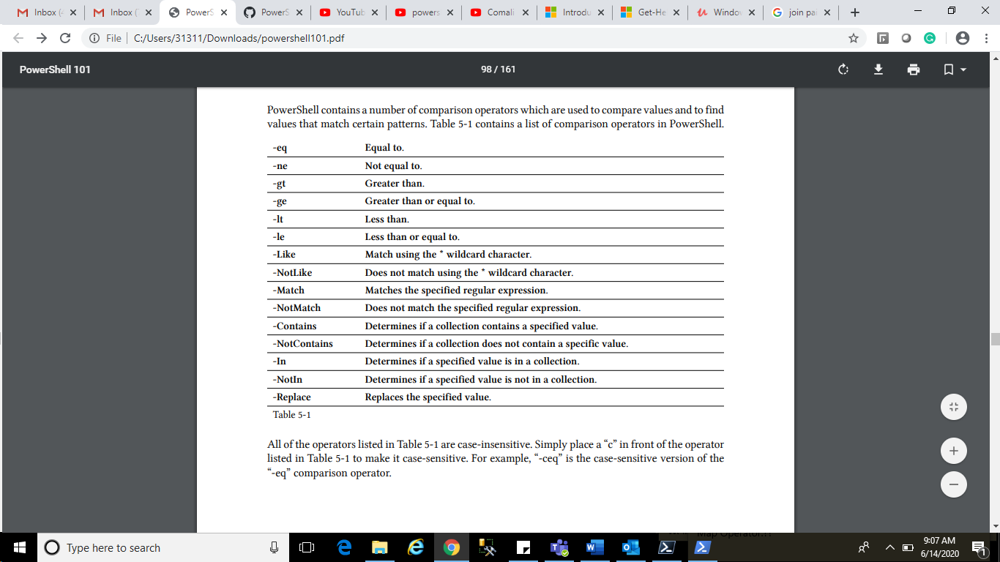 Inbox (
Inbox (
PowerS
PowerS
YouTub
powers
Comali
Introdu
Get-He
Windo
join pai
File C:/Users/31311/Downloads/powershell101.pdf
PowerShell 101 98 / 161
PowerShell contains a number of comparison operators which are used to compare values and to find
values that match certain patterns. Table 5-1 contains a list of comparison operators in PowerShell.
-eq Equal to.
-ne Not equal to.
-gt Greater than.
-ge Greater than or equal to.
-lt Less than.
-le Less than or equal to.
-Like Match using the * wildcard character.
-NotLike Does not match using the * wildcard character.
-Match Matches the specified regular expression.
-NotMatch Does not match the specified regular expression.
-Contains Determines if a collection contains a specified value.
-NotContains Determines if a collection does not contain a specific value.
-In Determines if a specified value is in a collection.
-NotIn Determines if a specified value is not in a collection.
-Replace Replaces the specified value.
Table 5-1
All of the operators listed in Table 5-1 are case-insensitive. Simply place a “c” in front of the operator
listed in Table 5-1 to make it case-sensitive. For example, “-ceq” is the case-sensitive version of the
“-eq” comparison operator.
Type here to search
9:07 AM
6/14/2020
1